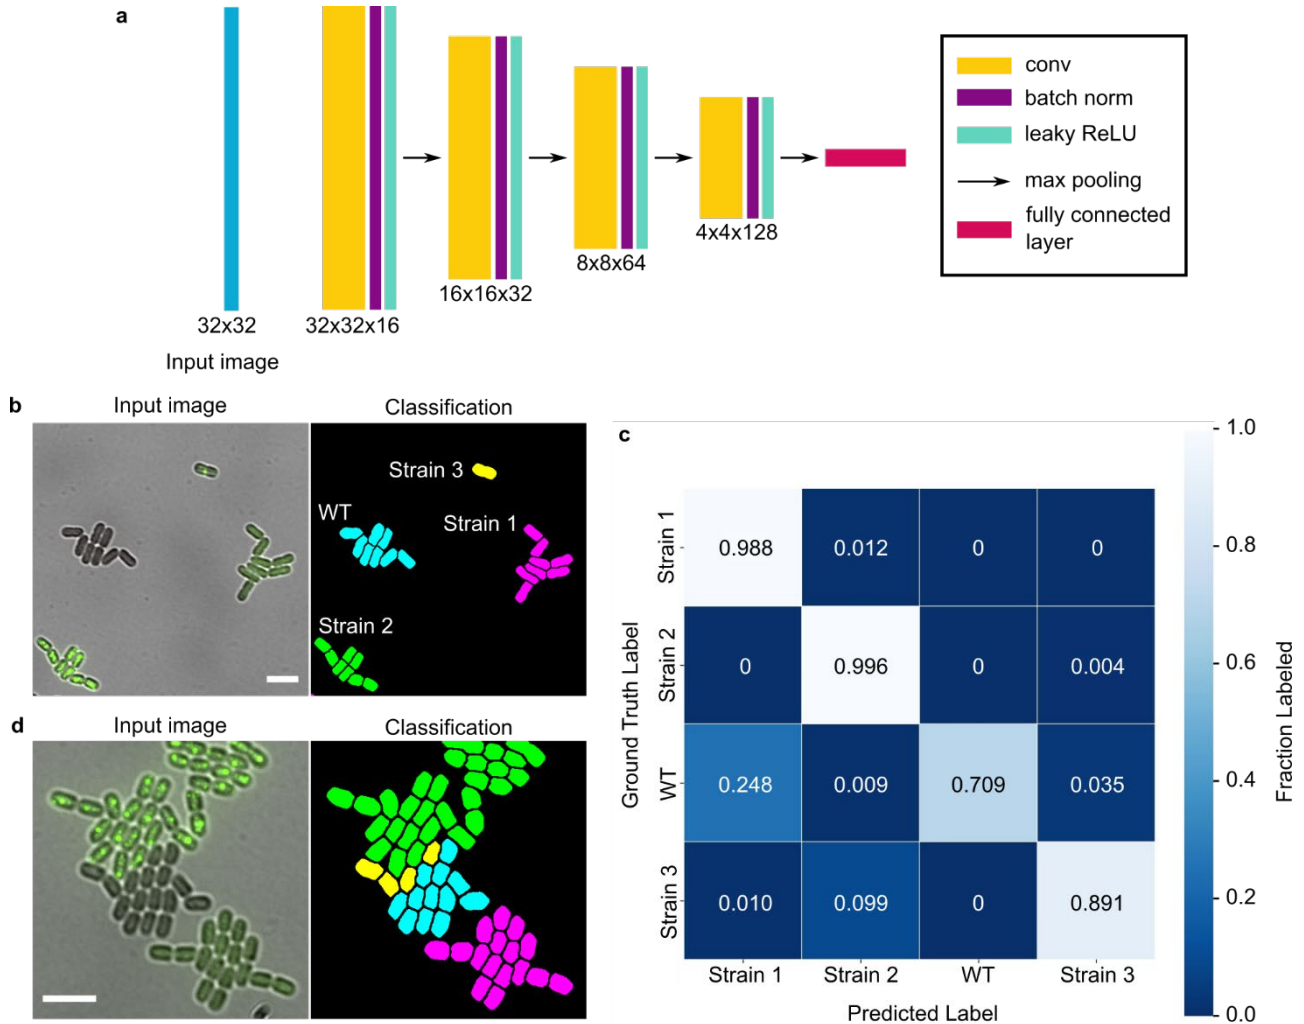 a
32x32
Input image
32x32x16
16x16x32
8x8x64
4x4x128
conv
batch norm
leaky ReLU
max pooling
fully connected
layer
b
Input image
Classification
Strain 3
WT
Strain 1
Strain 2
c
Ground Truth Label
Strain 1
Strain 2
WT
Strain 3
0.988 0.012 0 0
0 0.996 0 0.004
0.248 0.009 0.709 0.035
0.010 0.099 0 0.891
Strain 1 Strain 2 WT Strain 3
Predicted Label
1.0
0.8
0.6
0.4
0.2
0.0
Fraction Labeled
d
Input image
Classification